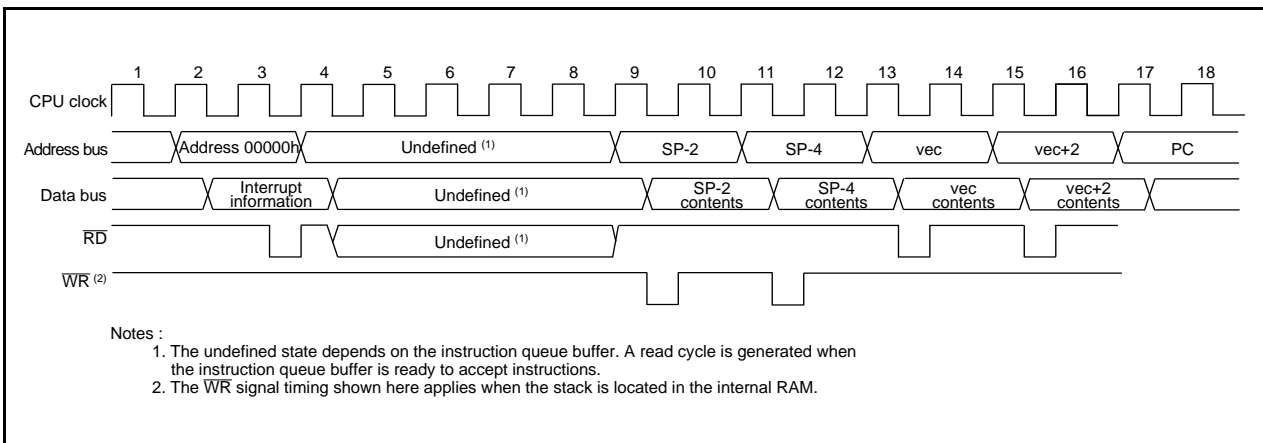 1 2 3 4 5 6 7 8 9 10 11 12 13 14 15 16 17 18
CPU clock
Address bus Address 00000h Undefined (1) SP-2 SP-4 vec vec+2 PC
Data bus Interrupt information Undefined (1) SP-2 contents SP-4 contents vec contents vec+2 contents
RD Undefined (1)
WR (2)
Notes :
1. The undefined state depends on the instruction queue buffer. A read cycle is generated when
the instruction queue buffer is ready to accept instructions.
2. The WR signal timing shown here applies when the stack is located in the internal RAM.